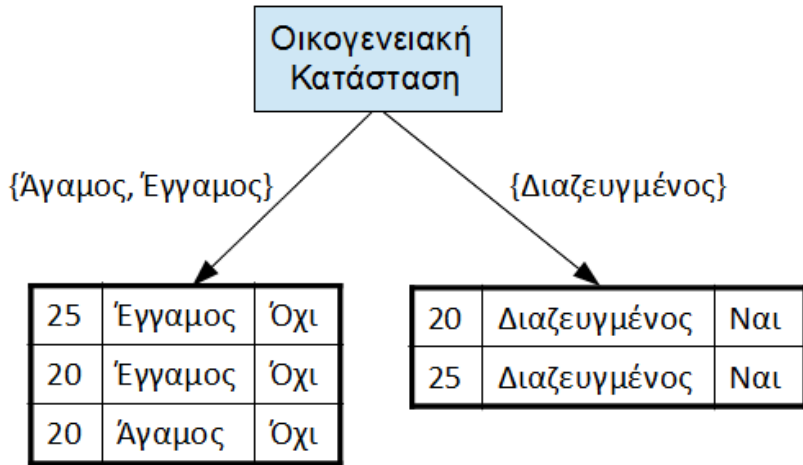 Οικογενειακή
Κατάσταση
{Άγαμος, Έγγαμος}
{Διαζευγμένος}
25 Έγγαμος Όχι
20 Έγγαμος Όχι
20 Άγαμος Όχι
20 Διαζευγμένος Ναι
25 Διαζευγμένος Ναι